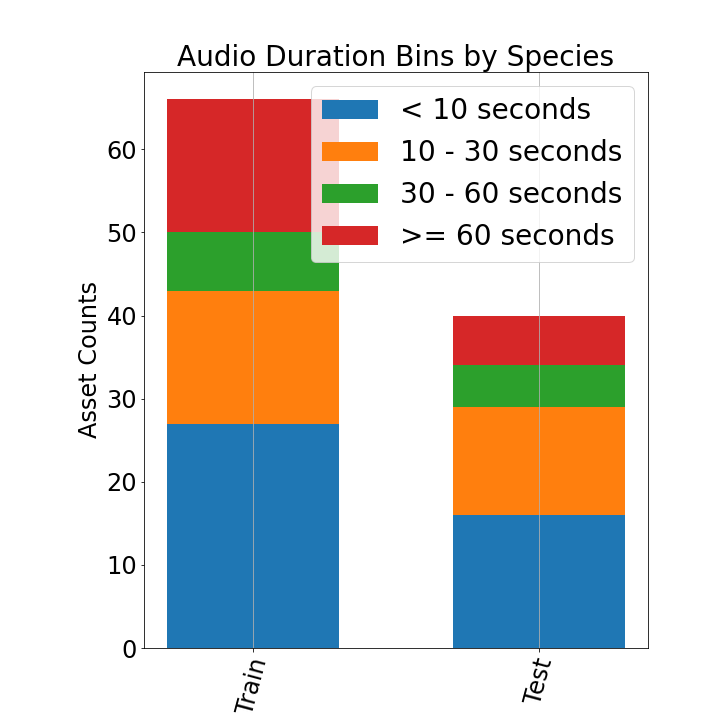 Audio Duration Bins by Species
< 10 seconds
10 - 30 seconds
30 - 60 seconds
>= 60 seconds
60
50
40
30
20
10
0
Asset Counts
Train
Test